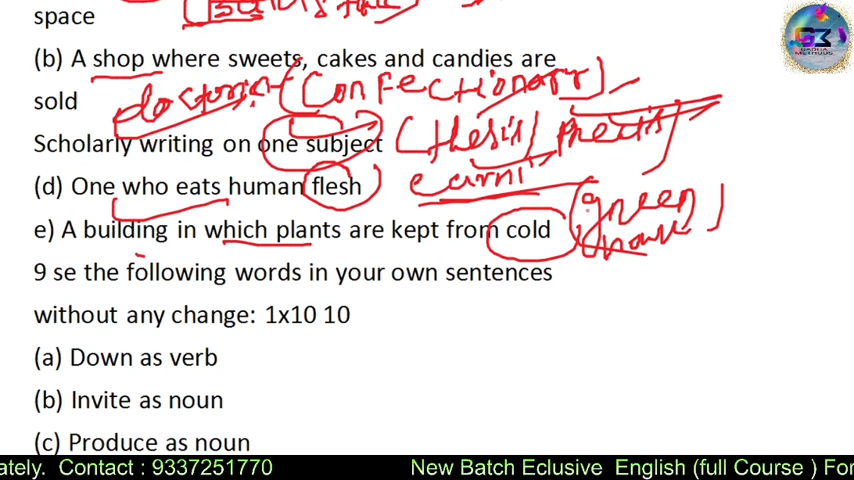 space
(b) A shop where sweets, cakes and candies are
sold
(Confectionary)
Scholarly writing on one subject (thesis)
(d) One who eats human flesh
e) A building in which plants are kept from cold (green
house
9 se the following words in your own sentences
without any change: 1x10 10
(a) Down as verb
(b) Invite as noun
(c) Produce as noun
ately. Contact : 9337251770 New Batch Eclusive English (full Course ) For